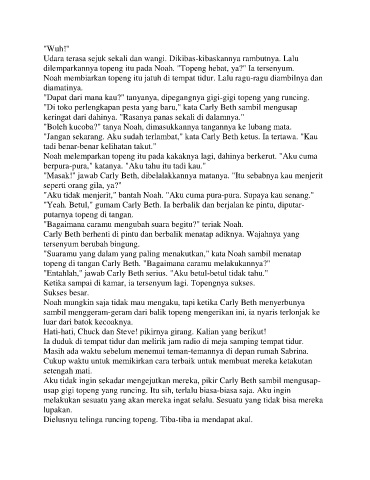 "Wuh!"
Udara terasa sejuk sekali dan wangi. Dikibas-kibaskannya rambutnya. Lalu
dilemparkannya topeng itu pada Noah. "Topeng hebat, ya?" Ia tersenyum.
Noah membiarkan topeng itu jatuh di tempat tidur. Lalu ragu-ragu diambilnya dan
diamatinya.
"Dapat dari mana kau?" tanyanya, dipegangnya gigi-gigi topeng yang runcing.
"Di toko perlengkapan pesta yang baru," kata Carly Beth sambil mengusap
keringat dari dahinya. "Rasanya panas sekali di dalamnya."
"Boleh kucoba?" tanya Noah, dimasukkannya tangannya ke lubang mata.
"Jangan sekarang. Aku sudah terlambat," kata Carly Beth ketus. Ia tertawa. "Kau
tadi benar-benar kelihatan takut."
Noah melemparkan topeng itu pada kakaknya lagi, dahinya berkerut. "Aku cuma
berpura-pura," katanya. "Aku tahu itu tadi kau."
"Masak!" jawab Carly Beth, dibelalakkannya matanya. "Itu sebabnya kau menjerit
seperti orang gila, ya?"
"Aku tidak menjerit," bantah Noah. "Aku cuma pura-pura. Supaya kau senang."
"Yeah. Betul," gumam Carly Beth. Ia berbalik dan berjalan ke pintu, diputar-
putarnya topeng di tangan.
"Bagaimana caramu mengubah suara begitu?" teriak Noah.
Carly Beth berhenti di pintu dan berbalik menatap adiknya. Wajahnya yang
tersenyum berubah bingung.
"Suaramu yang dalam yang paling menakutkan," kata Noah sambil menatap
topeng di tangan Carly Beth. "Bagaimana caramu melakukannya?"
"Entahlah," jawab Carly Beth serius. "Aku betul-betul tidak tahu."
Ketika sampai di kamar, ia tersenyum lagi. Topengnya sukses.
Sukses besar.
Noah mungkin saja tidak mau mengaku, tapi ketika Carly Beth menyerbunya
sambil menggeram-geram dari balik topeng mengerikan ini, ia nyaris terlonjak ke
luar dari batok kecoaknya.
Hati-hati, Chuck dan Steve! pikirnya girang. Kalian yang berikut!
Ia duduk di tempat tidur dan melirik jam radio di meja samping tempat tidur.
Masih ada waktu sebelum menemui teman-temannya di depan rumah Sabrina.
Cukup waktu untuk memikirkan cara terbaik untuk membuat mereka ketakutan
setengah mati.
Aku tidak ingin sekadar mengejutkan mereka, pikir Carly Beth sambil mengusap-
usap gigi topeng yang runcing. Itu sih, terlalu biasa-biasa saja. Aku ingin
melakukan sesuatu yang akan mereka ingat selalu. Sesuatu yang tidak bisa mereka
lupakan.
Dielusnya telinga runcing topeng. Tiba-tiba ia mendapat akal.